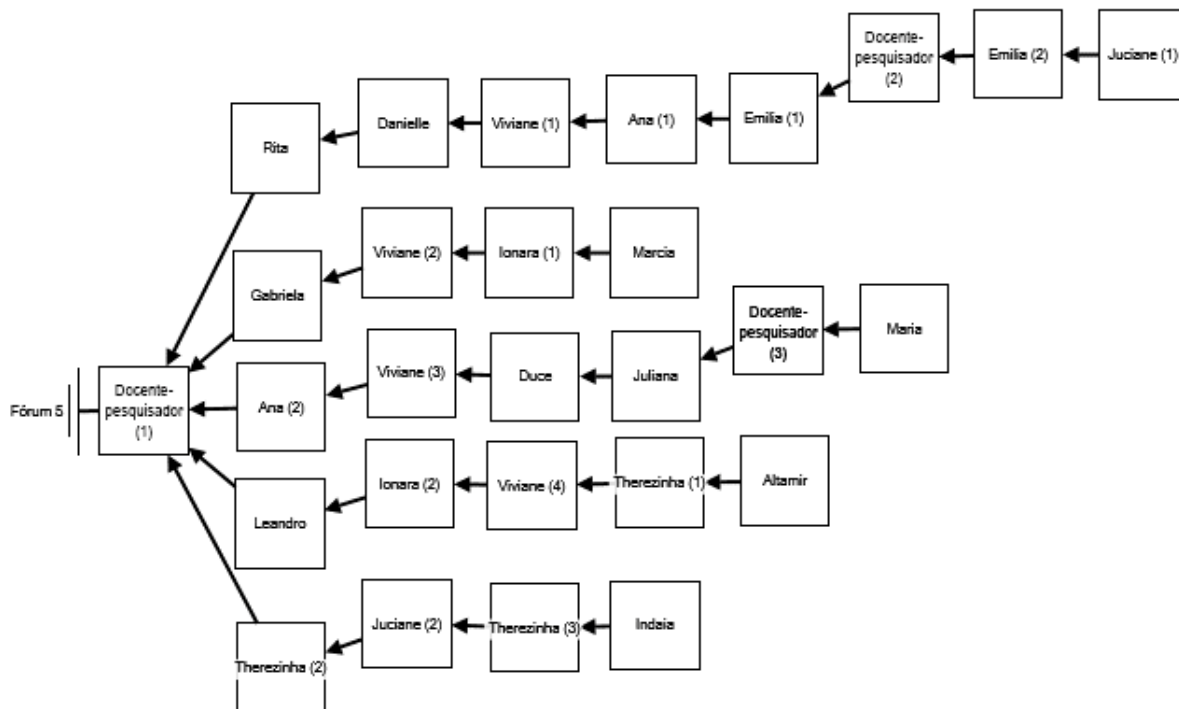 Docente-
pesquisador
(2)
Emilia (2)
Juciane (1)
Rita
Danielle
Viviane (1)
Ana (1)
Emilia (1)
Gabriela
Viviane (2)
Ionara (1)
Marcia
Docente-
pesquisador
(3)
Maria
Fórum 5
Docente-
pesquisador
(1)
Ana (2)
Viviane (3)
Duce
Juliana
Leandro
Ionara (2)
Viviane (4)
Therezinha (1)
Altamir
Therezinha (2)
Juciane (2)
Therezinha (3)
Indaia